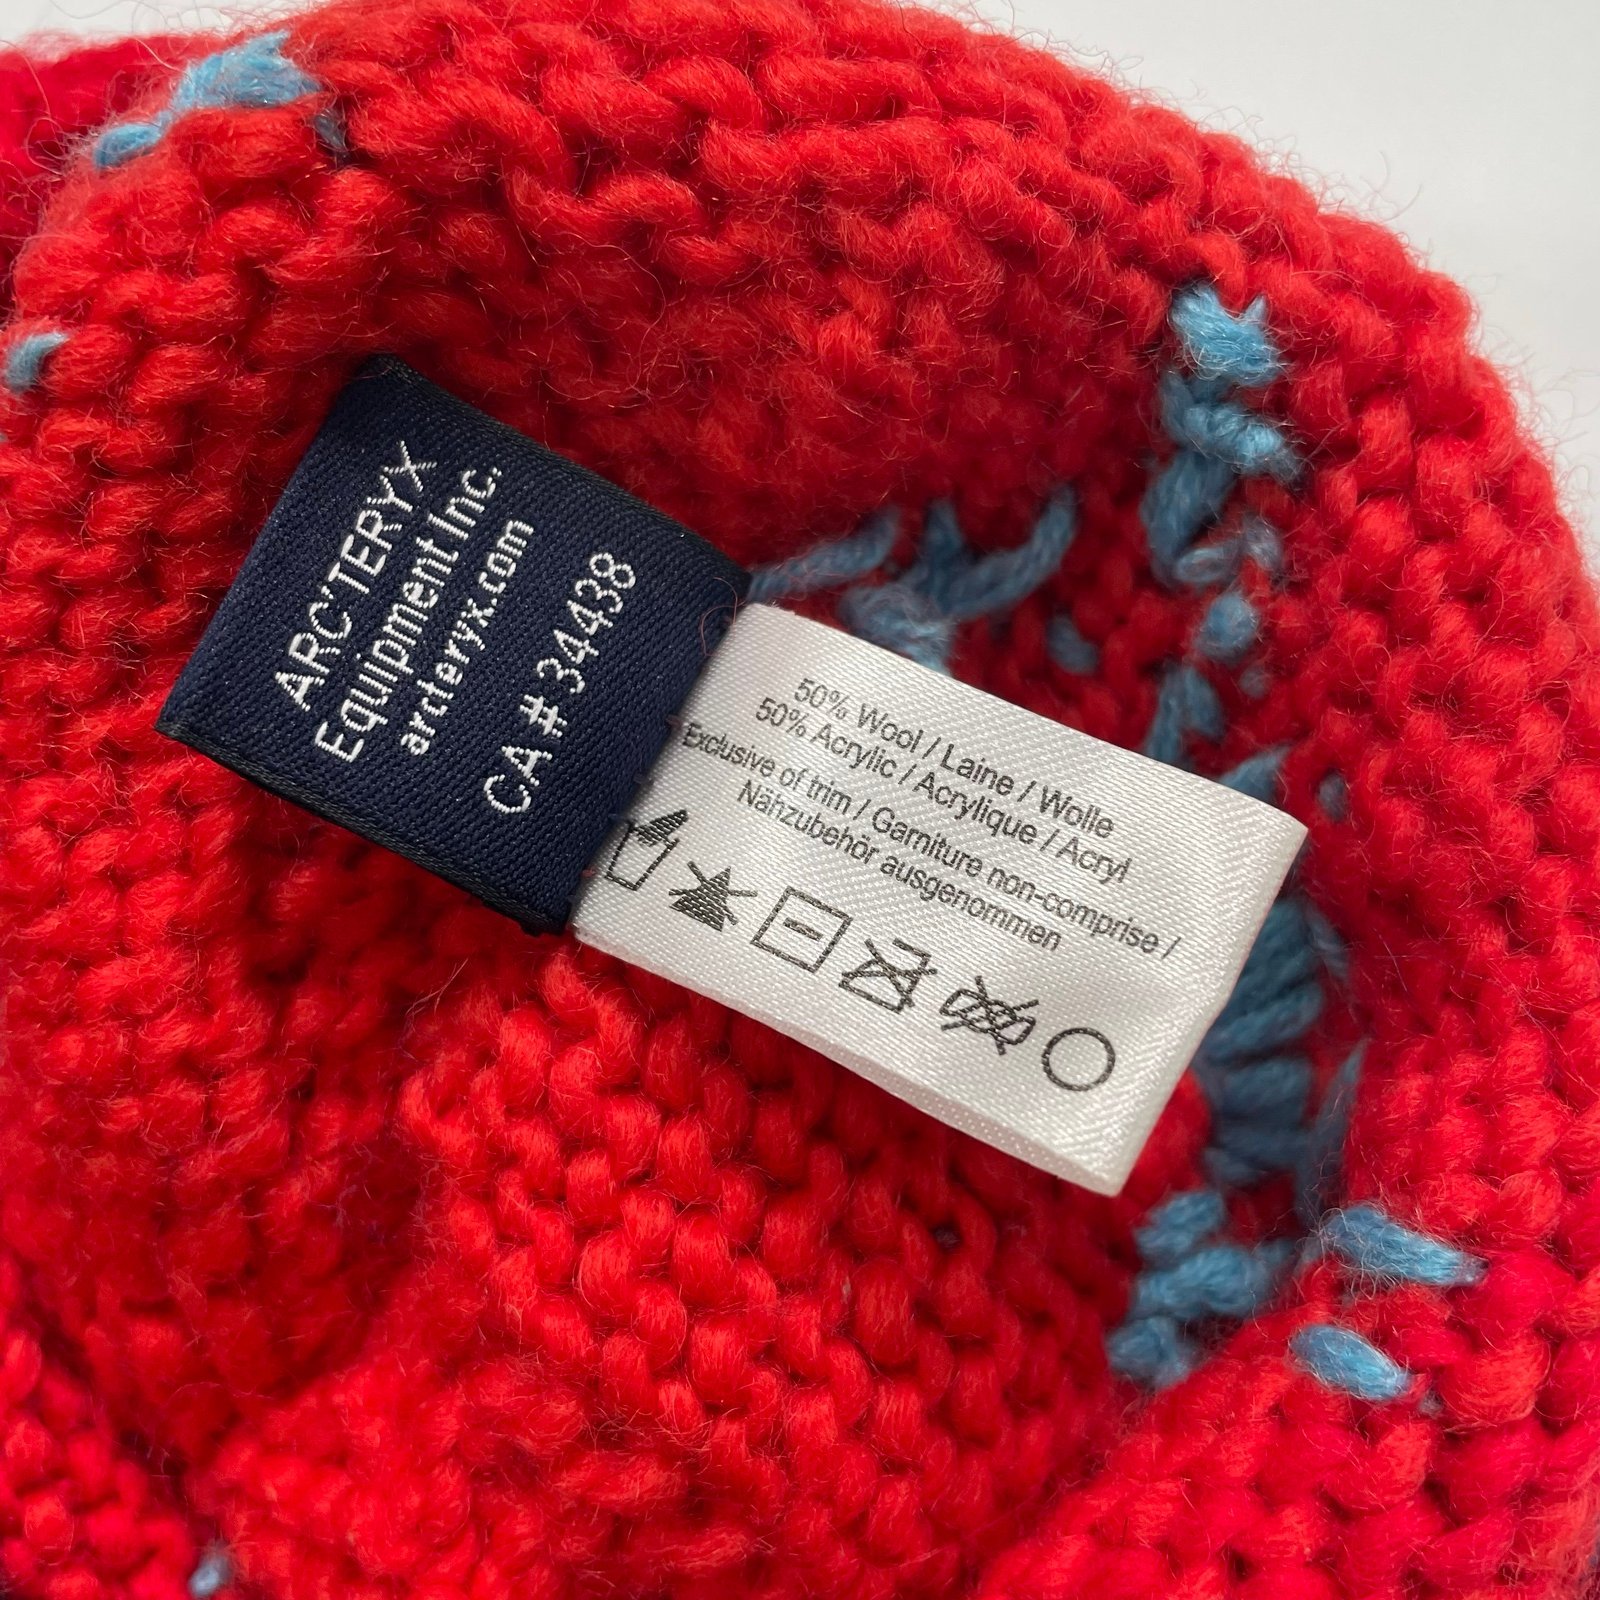 ARC'TERYX
Equipment Inc.
arcteryx.com
CA# 34438
50% Wool / Laine / Wolle
50% Acrylic / Acrylique / Acryl
Exclusive of trim / Garniture non-comprise /
Nähzubehör ausgenommen